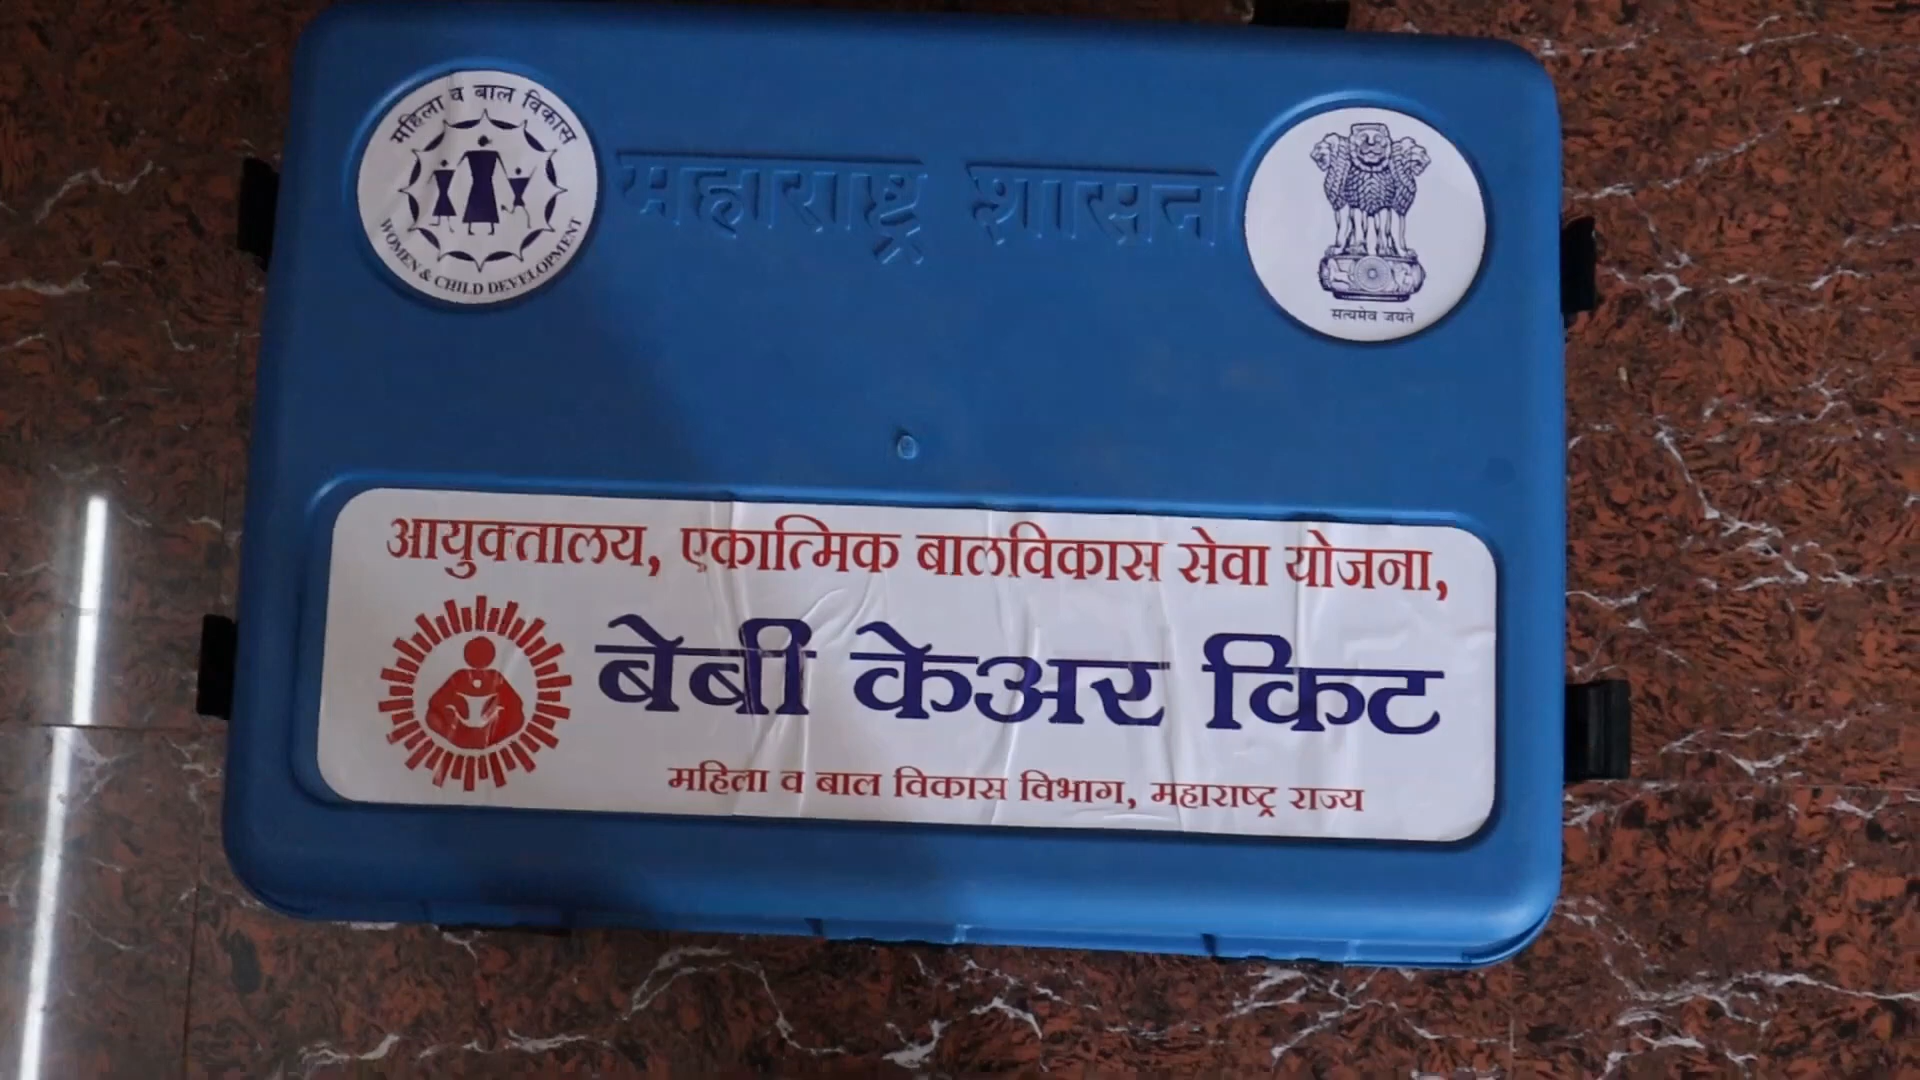 महिला व बाल विकास
WOMEN & CHILD DEVELOPMENT
महाराष्ट्र शासन
सत्यमेव जयते
आयुक्तालय, एकात्मिक बालविकास सेवा योजना,
बेबी केअर किट
महिला व बाल विकास विभाग, महाराष्ट्र राज्य